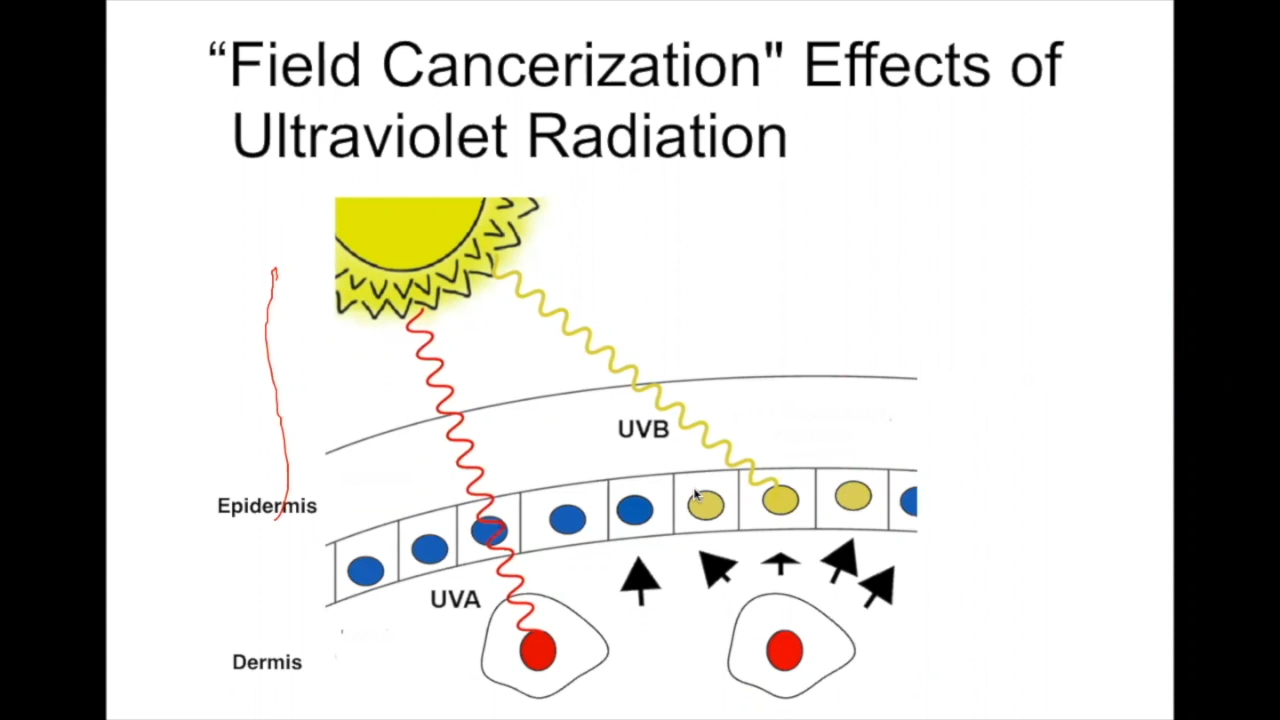 “Field Cancerization" Effects of
Ultraviolet Radiation
UVB
Epidermis
UVA
Dermis